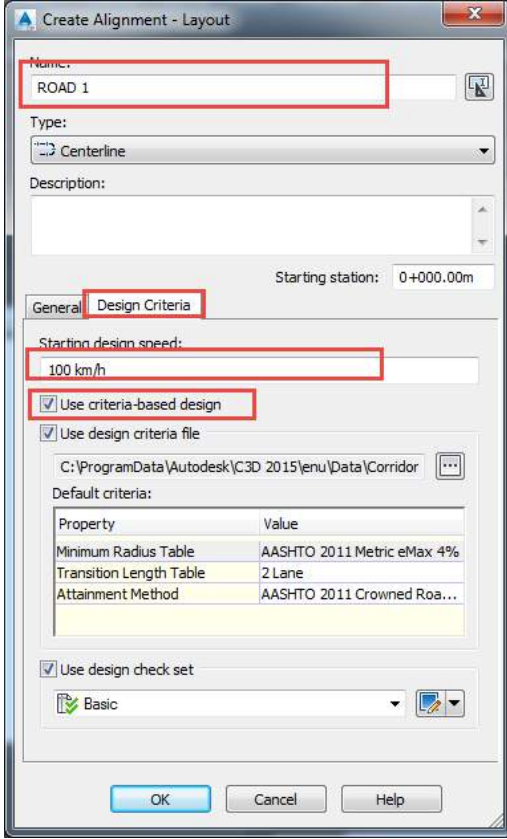 Create Alignment - Layout
Name:
ROAD 1
Type:
Centerline
Description:
Starting station: 0+000.00m
General Design Criteria
Starting design speed:
100 km/h
Use criteria-based design
Use design criteria file
C:\ProgramData\Autodesk\C3D 2015\enu\Data\Corridor ...
Default criteria:
Property Value
Minimum Radius Table AASHTO 2011 Metric eMax 4%
Transition Length Table 2 Lane
Attainment Method AASHTO 2011 Crowned Roa...
Use design check set
Basic
OK Cancel Help